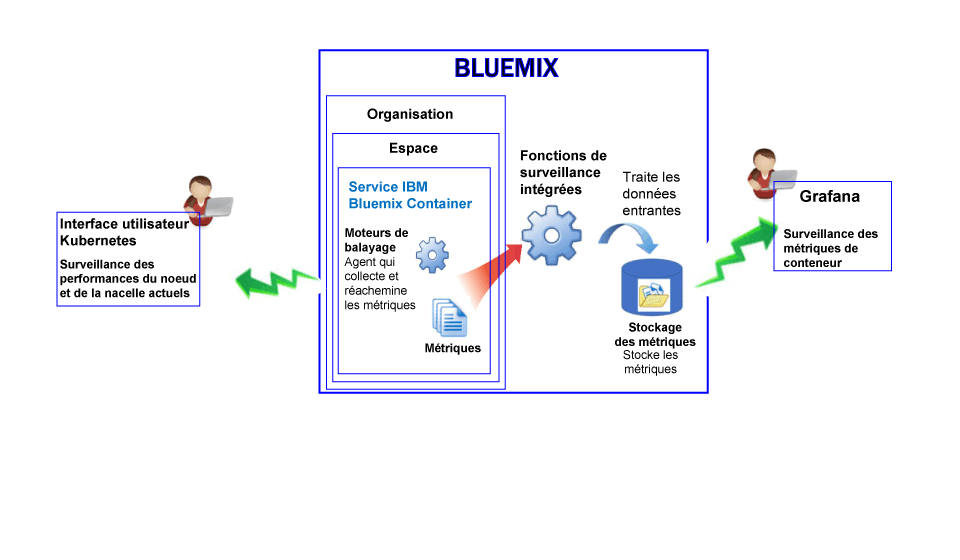 BLUEMIX
Organisation
Espace
Service IBM
Bluemix Container
Moteurs de
balayage
Agent qui
collecte et
réachemine
les métriques
Métriques
Fonctions de
surveillance
intégrées
Traite les
données
entrantes
Stockage
des métriques
Stocke les
métriques
Interface utilisateur
Kubernetes
Surveillance des
performances du noeud
et de la nacelle actuels
Grafana
Surveillance des
métriques de
conteneur